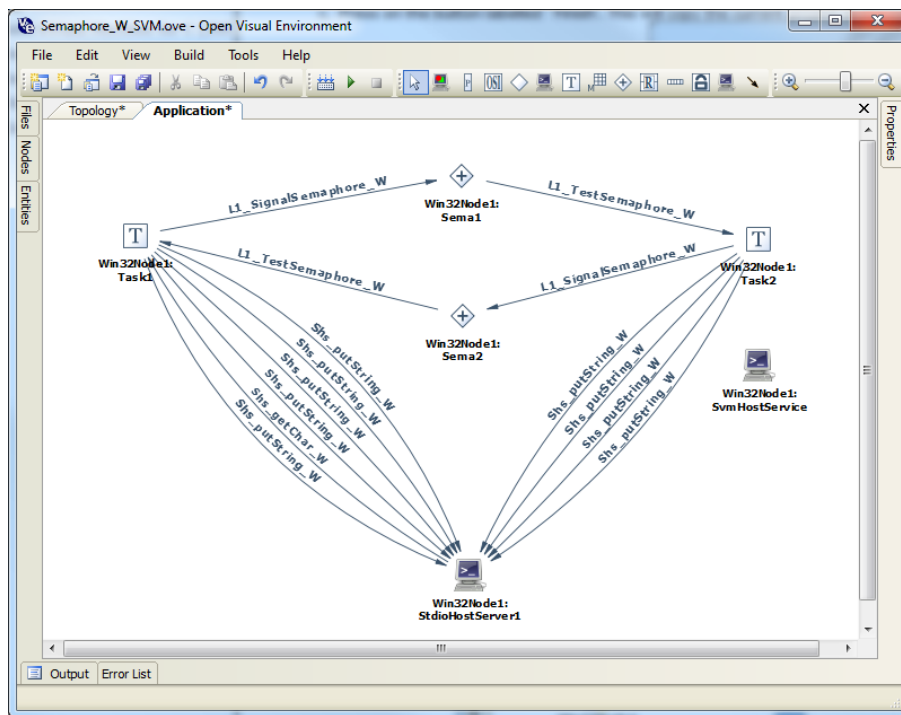 Semaphore_W_SVM.ove - Open Visual Environment
File Edit View Build Tools Help
Topology* Application*
Files
Nodes
Entities
Properties
L1_SignalSemaphore_W
Win32Node1:
Sema1
L1_TestSemaphore_W
T
Win32Node1:
Task1
L1_TestSemaphore_W
Win32Node1:
Sema2
L1_SignalSemaphore_W
T
Win32Node1:
Task2
Shs_putString_W
Shs_putString_W
Shs_putString_W
Shs_putString_W
Shs_getChar_W
Shs_putString_W
Shs_putString_W
Shs_putString_W
Shs_putString_W
Shs_putString_W
Win32Node1:
SvmHostService
Win32Node1:
StdioHostServer1
Output Error List